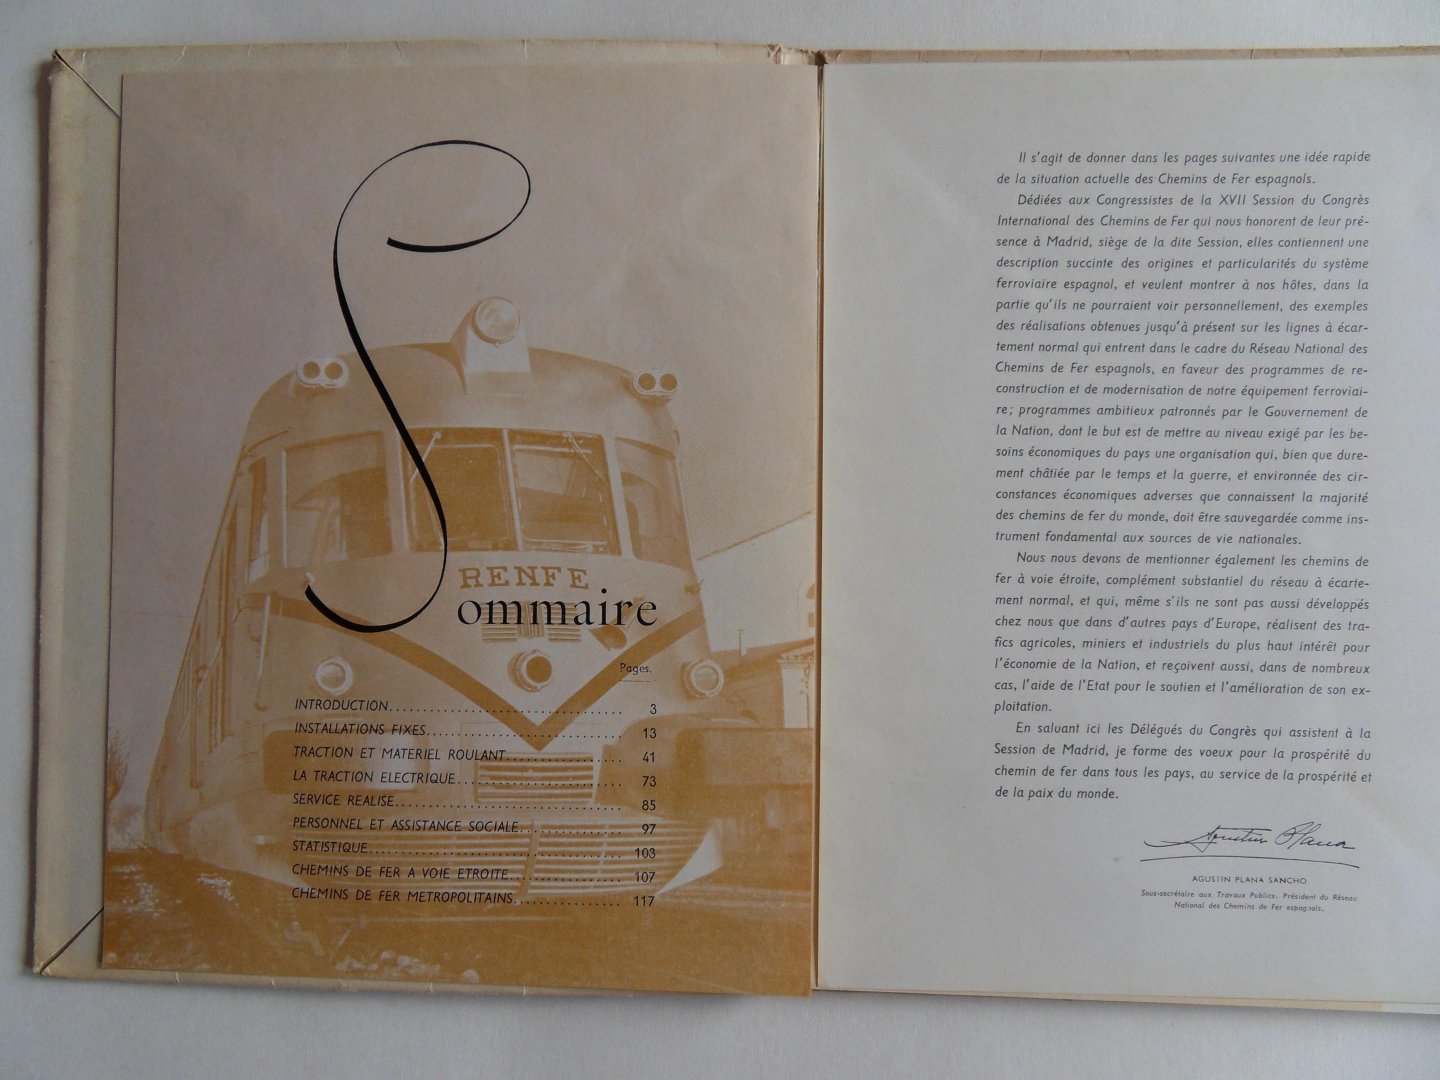 RENFE
Sommaire
Pages.
INTRODUCTION 3
INSTALLATIONS FIXES 13
TRACTION ET MATERIEL ROULANT 41
LA TRACTION ELECTRIQUE 73
SERVICE REALISE 85
PERSONNEL ET ASSISTANCE SOCIALE 97
STATISTIQUE 103
CHEMINS DE FER A VOIE ETROITE 107
CHEMINS DE FER METROPOLITAINS 117
Il s'agit de donner dans les pages suivantes une idée rapide
de la situation actuelle des Chemins de Fer espagnols.
Dédiées aux Congressistes de la XVII Session du Congrès
International des Chemins de Fer qui nous honorent de leur pré-
sence à Madrid, siège de la dite Session, elles contiennent une
description succinte des origines et particularités du système
ferroviaire espagnol, et veulent montrer à nos hôtes, dans la
partie qu'ils ne pourraient voir personnellement, des exemples
des réalisations obtenues jusqu'à présent sur les lignes à écar-
tement normal qui entrent dans le cadre du Réseau National des
Chemins de Fer espagnols, en faveur des programmes de re-
construction et de modernisation de notre équipement ferroviai-
re; programmes ambitieux patronnés par le Gouvernement de
la Nation, dont le but est de mettre au niveau exigé par les be-
soins économiques du pays une organisation qui, bien que dure-
ment châtiée par le temps et la guerre, et environnée des cir-
constances économiques adverses que connaissent la majorité
des chemins de fer du monde, doit être sauvegardée comme ins-
trument fondamental aux sources de vie nationales.
Nous nous devons de mentionner également les chemins de
fer à voie étroite, complément substantiel du réseau à écarte-
ment normal, et qui, même s'ils ne sont pas aussi développés
chez nous que dans d'autres pays d'Europe, réalisent des tra-
fics agricoles, miniers et industriels du plus haut intérêt pour
l'économie de la Nation, et reçoivent aussi, dans de nombreux
cas, l'aide de l'Etat pour le soutien et l'amélioration de son ex-
ploitation.
En saluant ici les Délégués du Congrès qui assistent à la
Session de Madrid, je forme des voeux pour la prospérité du
chemin de fer dans tous les pays, au service de la prospérité et
de la paix du monde.
Agustin Plana
AGUSTIN PLANA SANCHO
Sous-secrétaire aux Travaux Publics. Président du Réseau
National des Chemins de Fer espagnols.